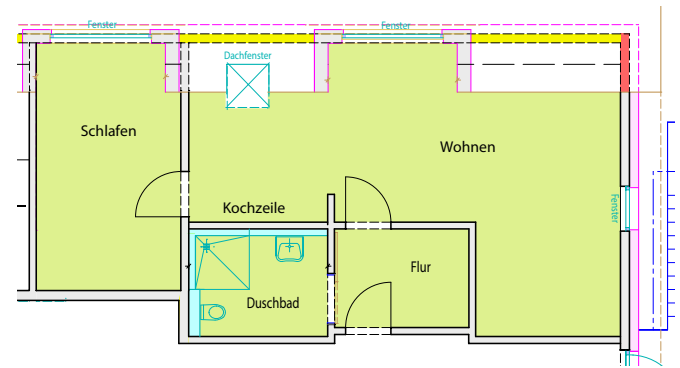 Fenster
Fenster
Dachfenster
Schlafen
Wohnen
Kochzeile
Fenster
Flur
Duschbad